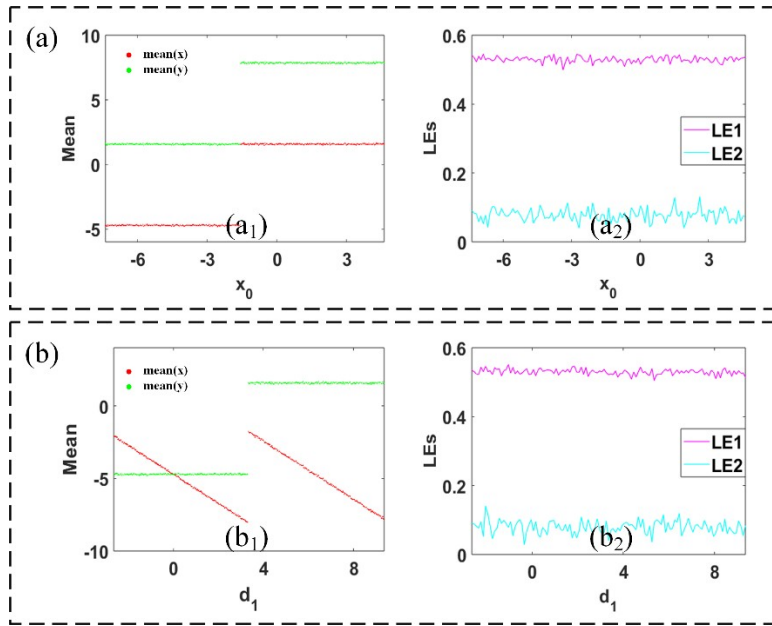 (a)
10
5
0
-5
Mean
mean(x)
mean(y)
(a1)
-6
-3
0
3
x0
0.6
0.4
0.2
0
LEs
LE1
LE2
(a2)
-6
-3
0
3
x0
(b)
0
-5
-10
Mean
mean(x)
mean(y)
(b1)
0
4
8
d1
0.6
0.4
0.2
0
LEs
LE1
LE2
(b2)
0
4
8
d1